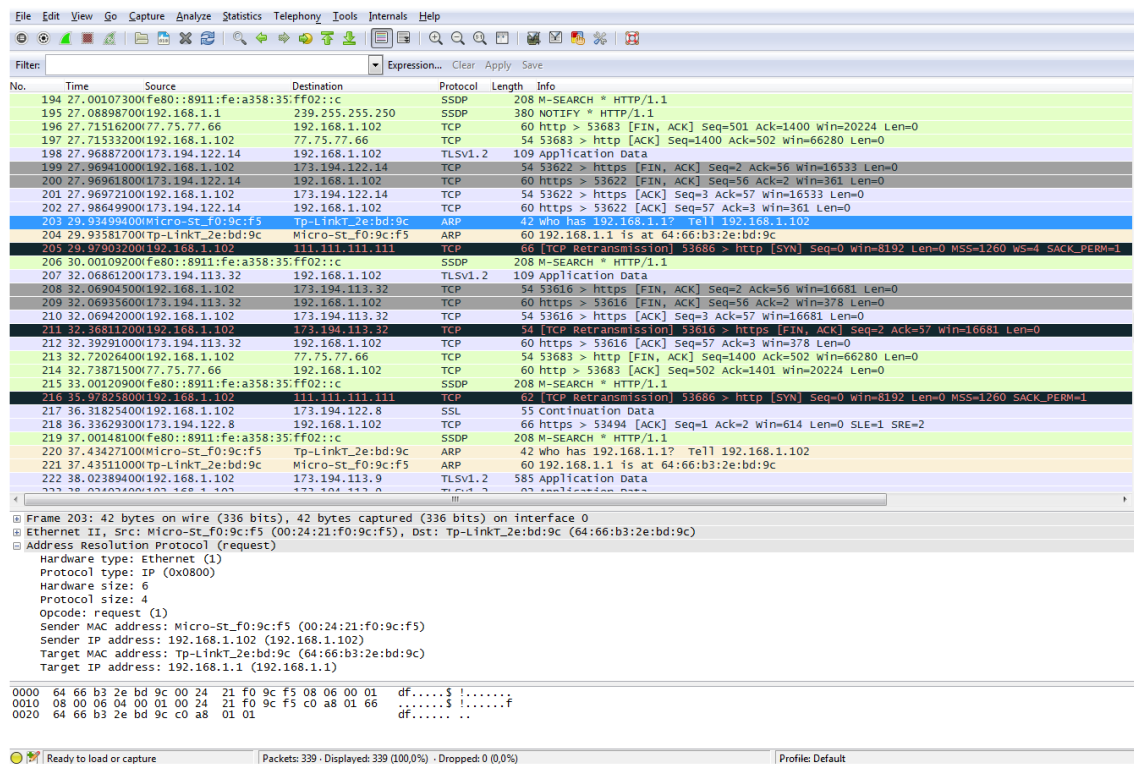 File Edit View Go Capture Analyze Statistics Telephony Tools Internals Help
Filter: Expression... Clear Apply Save
No. Time Source Destination Protocol Length Info
194 27.00107300(fe80::8911:fe:a358:35:ff02::c SSDP 208 M-SEARCH * HTTP/1.1
195 27.08898700(192.168.1.1 239.255.255.250 SSDP 380 NOTIFY * HTTP/1.1
196 27.71516200(77.75.77.66 192.168.1.102 TCP 60 http > 53683 [FIN, ACK] Seq=501 Ack=1400 Win=20224 Len=0
197 27.71533200(192.168.1.102 77.75.77.66 TCP 54 53683 > http [ACK] Seq=1400 Ack=502 Win=66280 Len=0
198 27.96887200(173.194.122.14 192.168.1.102 TLSv1.2 109 Application Data
199 27.96941000(192.168.1.102 173.194.122.14 TCP 54 53622 > https [FIN, ACK] Seq=2 Ack=56 Win=16533 Len=0
200 27.96961800(173.194.122.14 192.168.1.102 TCP 60 https > 53622 [FIN, ACK] Seq=56 Ack=2 Win=361 Len=0
201 27.96972100(192.168.1.102 173.194.122.14 TCP 54 53622 > https [ACK] Seq=3 Ack=57 Win=16533 Len=0
202 27.98649900(173.194.122.14 192.168.1.102 TCP 60 https > 53622 [ACK] Seq=57 Ack=3 Win=361 Len=0
203 29.93499400(Micro-St_f0:9c:f5 Tp-LinkT_2e:bd:9c ARP 42 Who has 192.168.1.1? Tell 192.168.1.102
204 29.93581700(Tp-LinkT_2e:bd:9c Micro-St_f0:9c:f5 ARP 60 192.168.1.1 is at 64:66:b3:2e:bd:9c
205 29.97903200(192.168.1.102 111.111.111.111 TCP 66 [TCP Retransmission] 53686 > http [SYN] Seq=0 Win=8192 Len=0 MSS=1260 WS=4 SACK_PERM=1
206 30.00109200(fe80::8911:fe:a358:35:ff02::c SSDP 208 M-SEARCH * HTTP/1.1
207 32.06861200(173.194.113.32 192.168.1.102 TLSv1.2 109 Application Data
208 32.06904500(192.168.1.102 173.194.113.32 TCP 54 53616 > https [FIN, ACK] Seq=2 Ack=56 Win=16681 Len=0
209 32.06935600(173.194.113.32 192.168.1.102 TCP 60 https > 53616 [FIN, ACK] Seq=56 Ack=2 Win=378 Len=0
210 32.06942000(192.168.1.102 173.194.113.32 TCP 54 53616 > https [ACK] Seq=3 Ack=57 Win=16681 Len=0
211 32.36811200(192.168.1.102 173.194.113.32 TCP 54 [TCP Retransmission] 53616 > https [FIN, ACK] Seq=2 Ack=57 Win=16681 Len=0
212 32.39291000(173.194.113.32 192.168.1.102 TCP 60 https > 53616 [ACK] Seq=57 Ack=3 Win=378 Len=0
213 32.72026400(192.168.1.102 77.75.77.66 TCP 54 53683 > http [FIN, ACK] Seq=1400 Ack=502 Win=66280 Len=0
214 32.73871500(77.75.77.66 192.168.1.102 TCP 60 http > 53683 [ACK] Seq=502 Ack=1401 Win=20224 Len=0
215 33.00120900(fe80::8911:fe:a358:35:ff02::c SSDP 208 M-SEARCH * HTTP/1.1
216 35.97825800(192.168.1.102 111.111.111.111 TCP 62 [TCP Retransmission] 53686 > http [SYN] Seq=0 Win=8192 Len=0 MSS=1260 SACK_PERM=1
217 36.31825400(192.168.1.102 173.194.122.8 SSL 55 Continuation Data
218 36.33629300(173.194.122.8 192.168.1.102 TCP 66 https > 53494 [ACK] Seq=1 Ack=2 Win=614 Len=0 SLE=1 SRE=2
219 37.00148100(fe80::8911:fe:a358:35:ff02::c SSDP 208 M-SEARCH * HTTP/1.1
220 37.43427100(Micro-St_f0:9c:f5 Tp-LinkT_2e:bd:9c ARP 42 Who has 192.168.1.1? Tell 192.168.1.102
221 37.43511000(Tp-LinkT_2e:bd:9c Micro-St_f0:9c:f5 ARP 60 192.168.1.1 is at 64:66:b3:2e:bd:9c
222 38.02389400(192.168.1.102 173.194.113.9 TLSv1.2 585 Application Data
Frame 203: 42 bytes on wire (336 bits), 42 bytes captured (336 bits) on interface 0
Ethernet II, Src: Micro-St_f0:9c:f5 (00:24:21:f0:9c:f5), Dst: Tp-LinkT_2e:bd:9c (64:66:b3:2e:bd:9c)
Address Resolution Protocol (request)
Hardware type: Ethernet (1)
Protocol type: IP (0x0800)
Hardware size: 6
Protocol size: 4
Opcode: request (1)
Sender MAC address: Micro-St_f0:9c:f5 (00:24:21:f0:9c:f5)
Sender IP address: 192.168.1.102 (192.168.1.102)
Target MAC address: Tp-LinkT_2e:bd:9c (64:66:b3:2e:bd:9c)
Target IP address: 192.168.1.1 (192.168.1.1)
0000 64 66 b3 2e bd 9c 00 24 21 f0 9c f5 08 06 00 01 df.....$ !.......
0010 08 00 06 04 00 01 00 24 21 f0 9c f5 c0 a8 01 66 .......$ !......f
0020 64 66 b3 2e bd 9c c0 a8 01 01 df...... ..
Ready to load or capture Packets: 339 · Displayed: 339 (100,0%) · Dropped: 0 (0,0%) Profile: Default